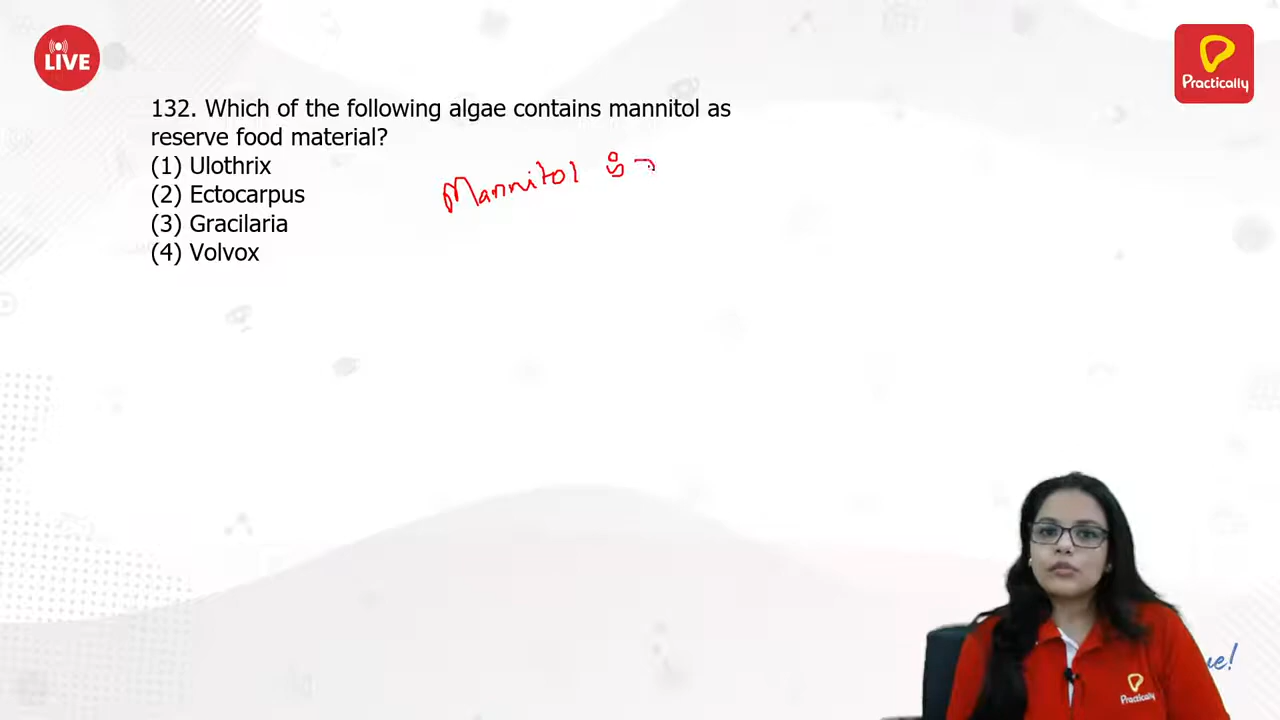 LIVE
Practically
132. Which of the following algae contains mannitol as
reserve food material?
(1) Ulothrix
(2) Ectocarpus
(3) Gracilaria
(4) Volvox
Mannitol
Practically